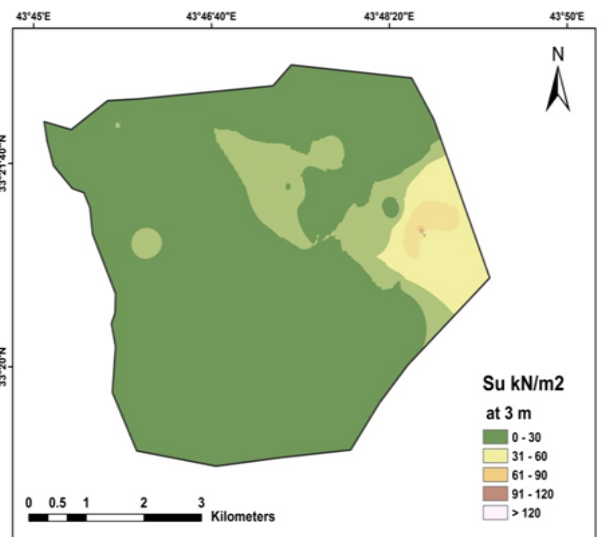 43°45'E 43°46'40"E 43°48'20"E 43°50'E
N
33°21'40"N
33°20'N
Su kN/m2
at 3 m
0 - 30
31 - 60
61 - 90
91 - 120
> 120
0 0.5 1 2 3
Kilometers